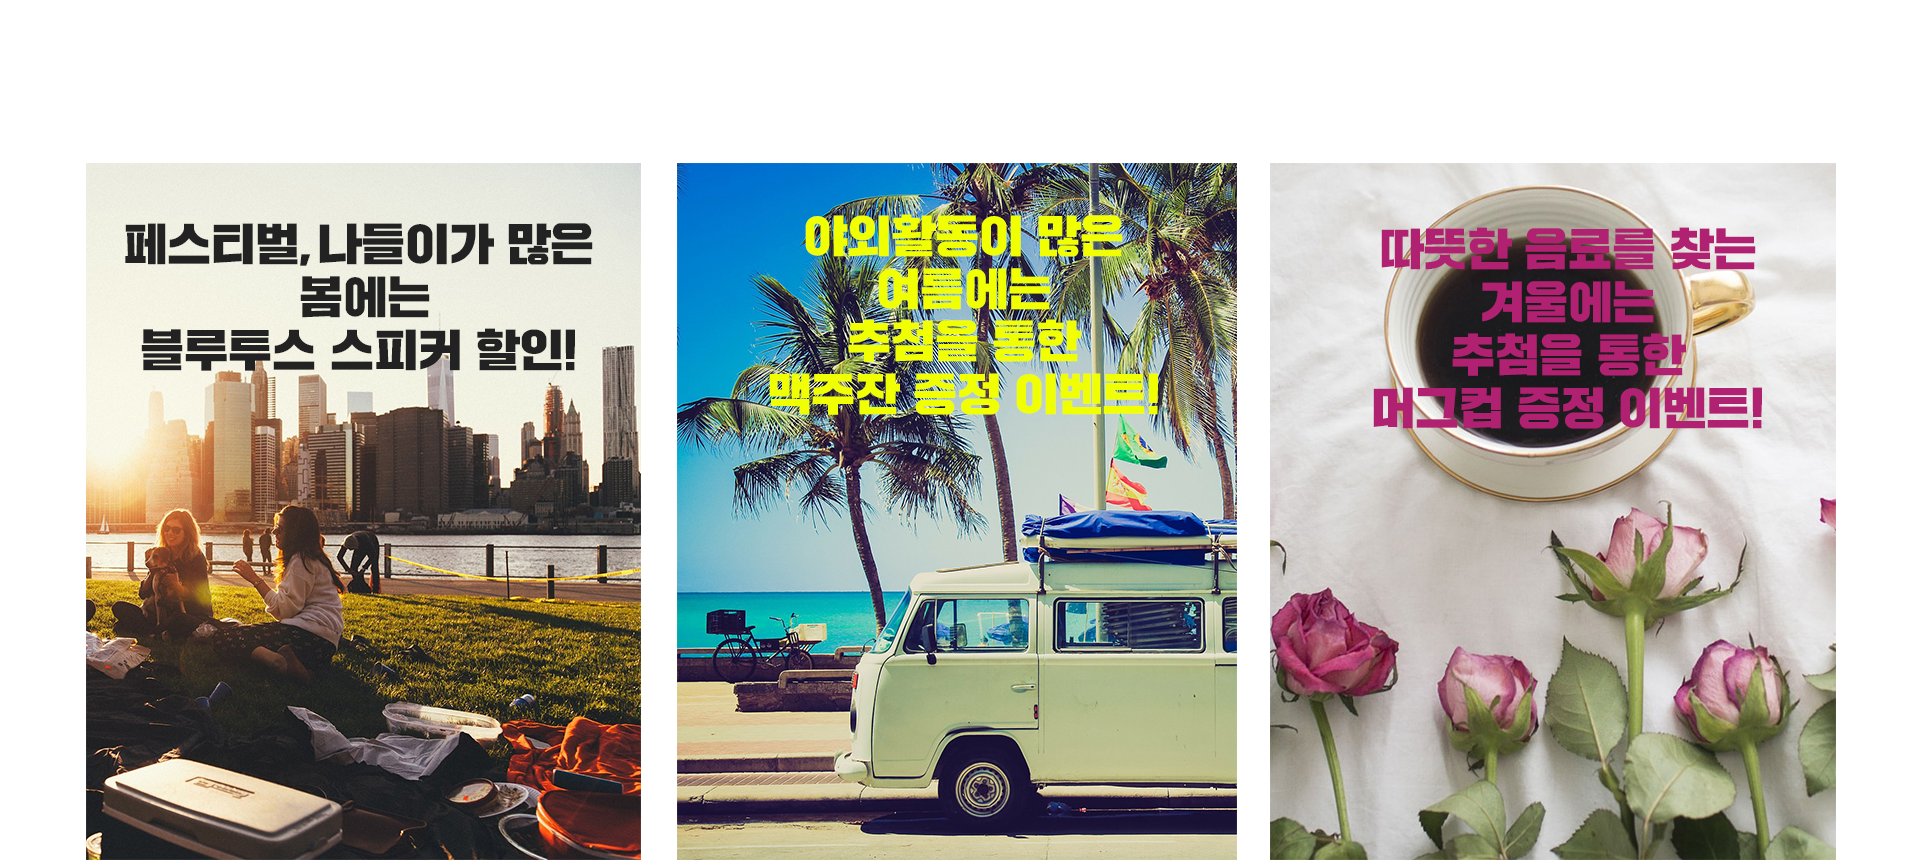 페스티벌, 나들이가 많은
봄에는
블루투스 스피커 할인!
야외활동이 많은
여름에는
추첨을 통한
맥주잔 증정 이벤트!
따뜻한 음료를 찾는
겨울에는
추첨을 통한
머그컵 증정 이벤트!